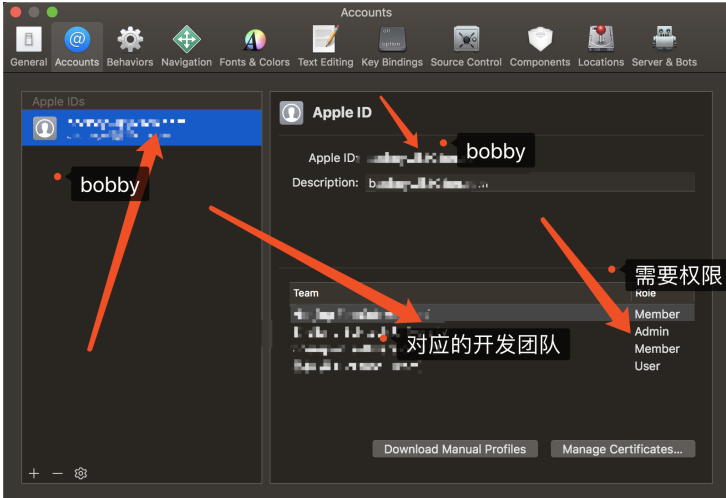 Accounts
General Accounts Behaviors Navigation Fonts & Colors Text Editing Key Bindings Source Control Components Locations Server & Bots
Apple IDs
bobby
Apple ID
Apple ID:
bobby
Description:
需要权限
Team Role
Member
Admin
对应的开发团队
Member
User
Download Manual Profiles Manage Certificates...